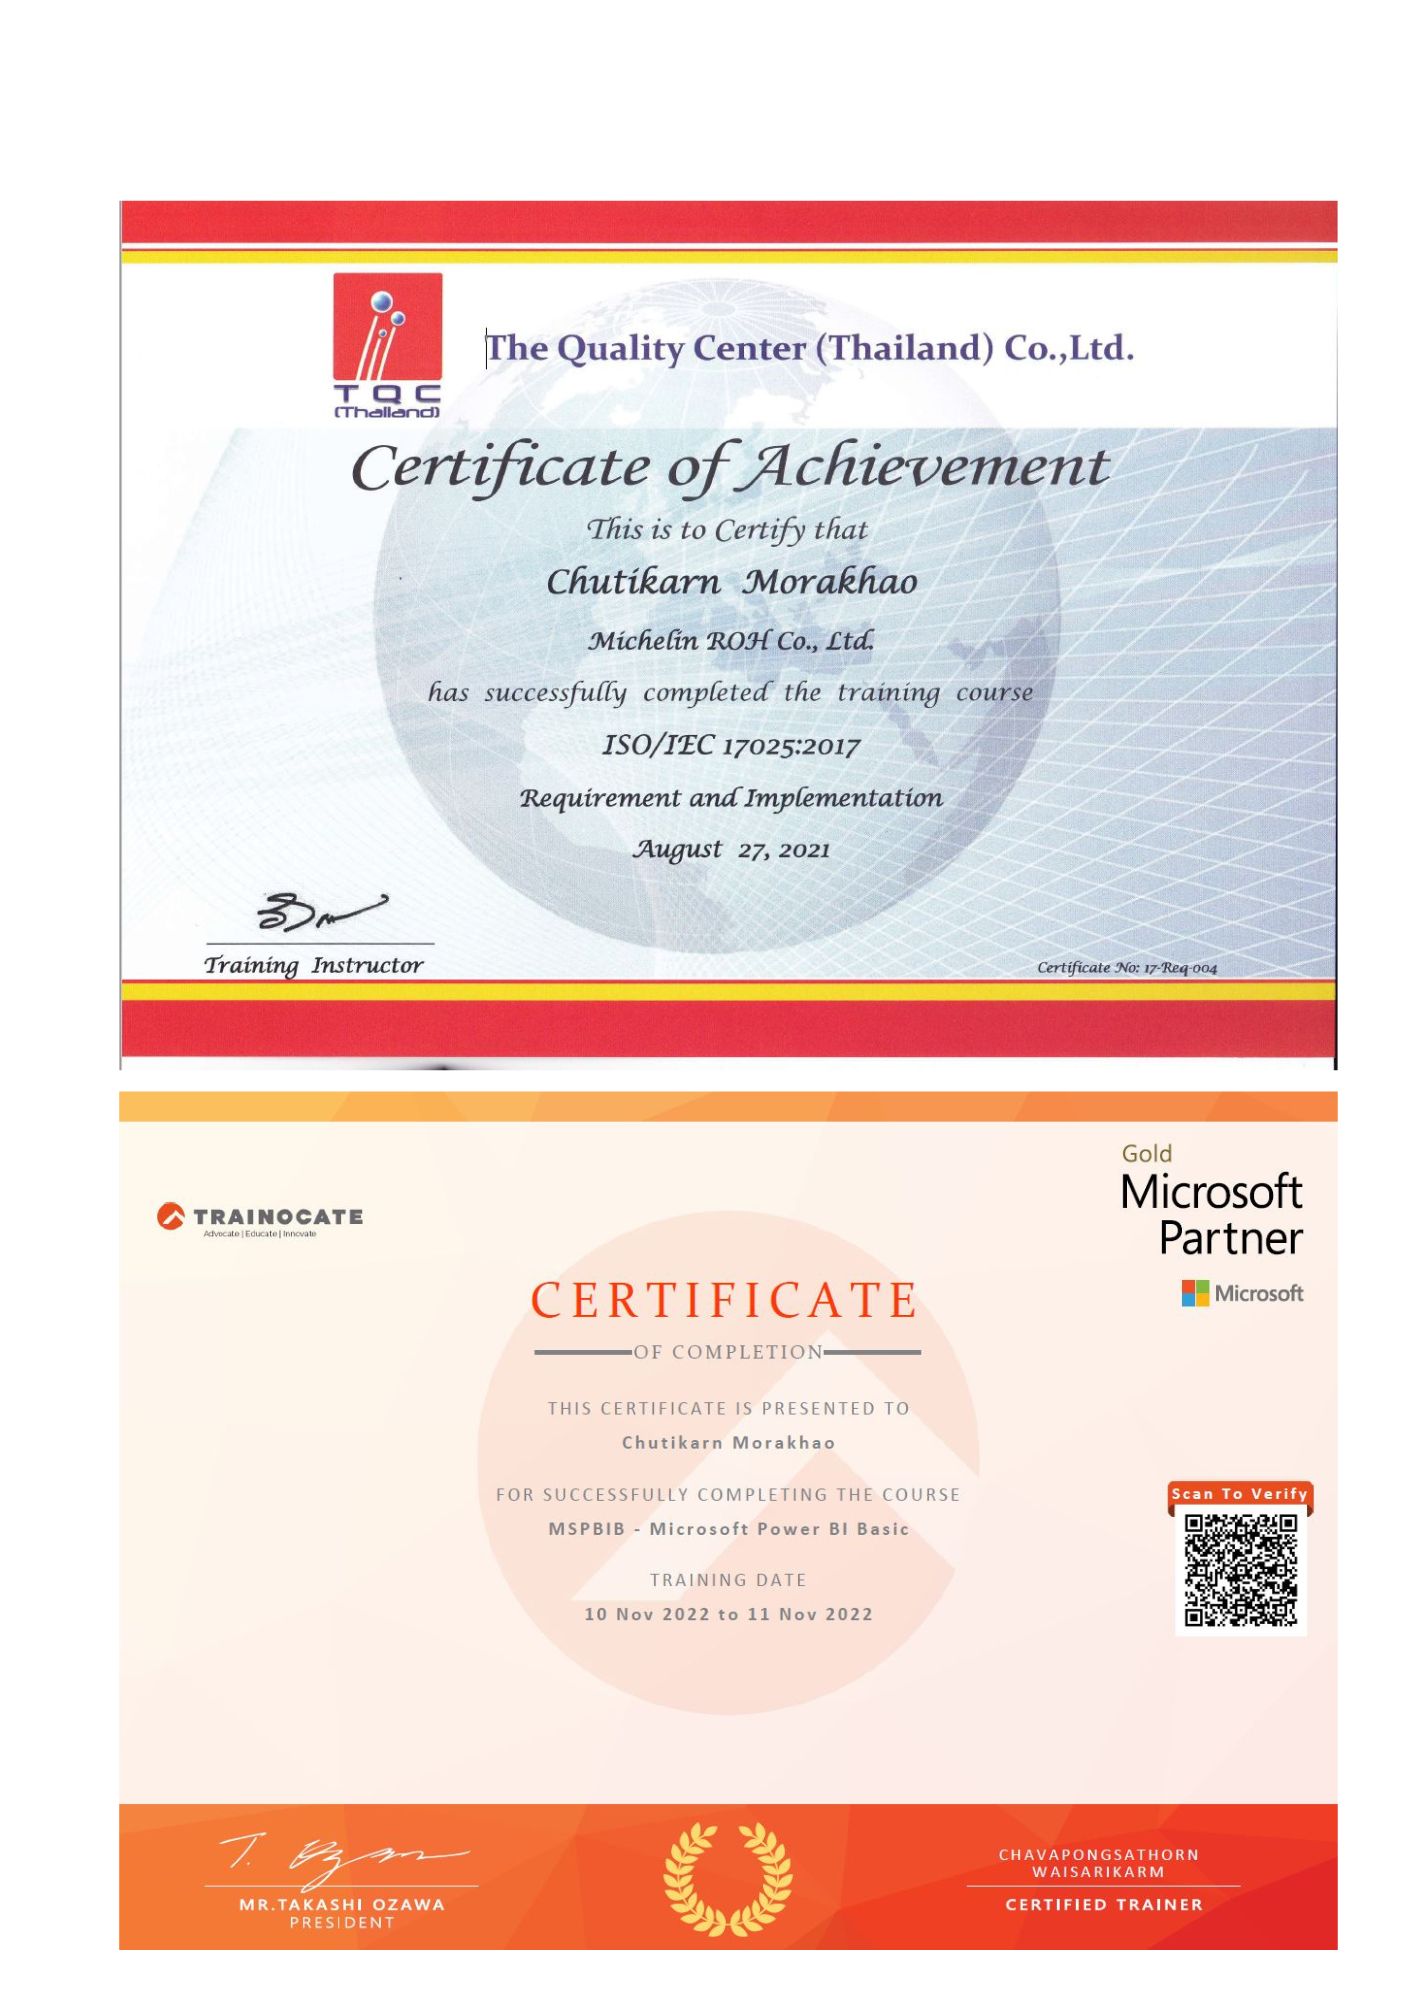 TQC
(Thailand)
The Quality Center (Thailand) Co.,Ltd.
Certificate of Achievement
This is to Certify that
Chutikarn Morakhao
Michelin ROH Co., Ltd.
has successfully completed the training course
ISO/IEC 17025:2017
Requirement and Implementation
August 27, 2021
Training Instructor
Certificate No: 17-Req-004
Gold
Microsoft
Partner
Microsoft
TRAINOCATE
Advocate | Educate | Innovate
CERTIFICATE
OF COMPLETION
THIS CERTIFICATE IS PRESENTED TO
Chutikarn Morakhao
FOR SUCCESSFULLY COMPLETING THE COURSE
MSPBIB - Microsoft Power BI Basic
TRAINING DATE
10 Nov 2022 to 11 Nov 2022
Scan To Verify
MR.TAKASHI OZAWA
PRESIDENT
CHAVAPONGSATHORN
WAISARIKARM
CERTIFIED TRAINER